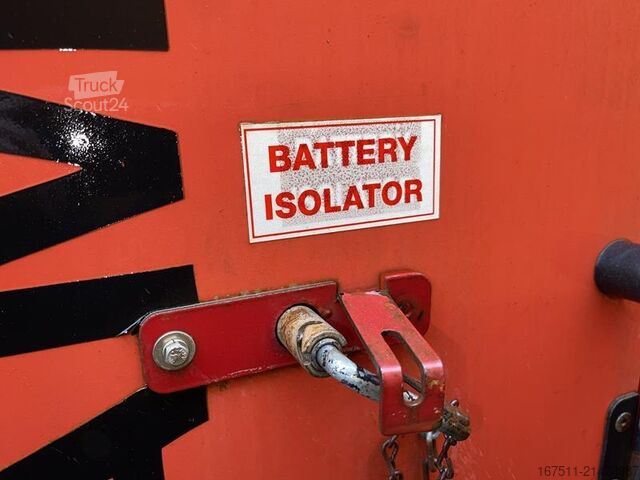 Truck
Scout24
BATTERY
ISOLATOR